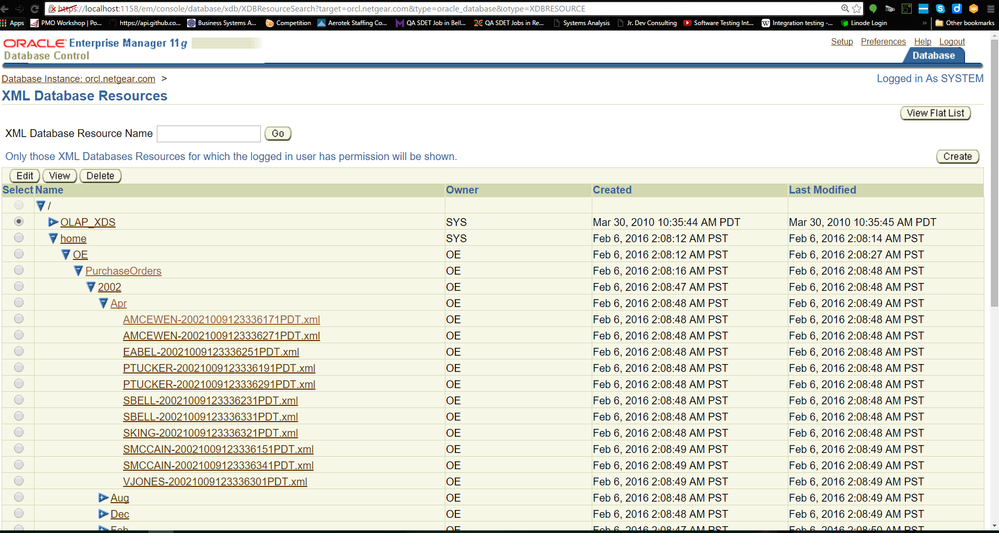 https://localhost:1158/em/console/database/xdb/XDBResourceSearch?target=orcl.netgear.com&type=oracle_database&otype=XDBRESOURCE
Apps PMO Workshop | Po... https://api.github.co... Business Systems A... Competition Aerotek Staffing Co... QA SDET Job in Bell... QA SDET Jobs in Re... Systems Analysis Jr. Dev Consulting Software Testing Int... Integration testing -... Linode Login » Other bookmarks
ORACLE Enterprise Manager 11g
Database Control
Setup Preferences Help Logout
Database
Database Instance: orcl.netgear.com >
Logged in As SYSTEM
XML Database Resources
View Flat List
XML Database Resource Name Go
Only those XML Databases Resources for which the logged in user has permission will be shown.
Create
Edit View Delete
Select Name Owner Created Last Modified
/
OLAP_XDS SYS Mar 30, 2010 10:35:44 AM PDT Mar 30, 2010 10:35:45 AM PDT
home SYS Feb 6, 2016 2:08:12 AM PST Feb 6, 2016 2:08:14 AM PST
OE OE Feb 6, 2016 2:08:12 AM PST Feb 6, 2016 2:08:27 AM PST
PurchaseOrders OE Feb 6, 2016 2:08:16 AM PST Feb 6, 2016 2:08:48 AM PST
2002 OE Feb 6, 2016 2:08:47 AM PST Feb 6, 2016 2:08:48 AM PST
Apr OE Feb 6, 2016 2:08:48 AM PST Feb 6, 2016 2:08:49 AM PST
AMCEWEN-20021009123336171PDT.xml OE Feb 6, 2016 2:08:48 AM PST Feb 6, 2016 2:08:48 AM PST
AMCEWEN-20021009123336271PDT.xml OE Feb 6, 2016 2:08:48 AM PST Feb 6, 2016 2:08:48 AM PST
EABEL-20021009123336251PDT.xml OE Feb 6, 2016 2:08:48 AM PST Feb 6, 2016 2:08:48 AM PST
PTUCKER-20021009123336191PDT.xml OE Feb 6, 2016 2:08:48 AM PST Feb 6, 2016 2:08:48 AM PST
PTUCKER-20021009123336291PDT.xml OE Feb 6, 2016 2:08:48 AM PST Feb 6, 2016 2:08:48 AM PST
SBELL-20021009123336231PDT.xml OE Feb 6, 2016 2:08:48 AM PST Feb 6, 2016 2:08:48 AM PST
SBELL-20021009123336331PDT.xml OE Feb 6, 2016 2:08:48 AM PST Feb 6, 2016 2:08:48 AM PST
SKING-20021009123336321PDT.xml OE Feb 6, 2016 2:08:48 AM PST Feb 6, 2016 2:08:48 AM PST
SMCCAIN-20021009123336151PDT.xml OE Feb 6, 2016 2:08:49 AM PST Feb 6, 2016 2:08:49 AM PST
SMCCAIN-20021009123336341PDT.xml OE Feb 6, 2016 2:08:49 AM PST Feb 6, 2016 2:08:49 AM PST
VJONES-20021009123336301PDT.xml OE Feb 6, 2016 2:08:49 AM PST Feb 6, 2016 2:08:49 AM PST
Aug OE Feb 6, 2016 2:08:48 AM PST Feb 6, 2016 2:08:49 AM PST
Dec OE Feb 6, 2016 2:08:48 AM PST Feb 6, 2016 2:08:49 AM PST
Feb OE Feb 6, 2016 2:08:47 AM PST Feb 6, 2016 2:08:50 AM PST